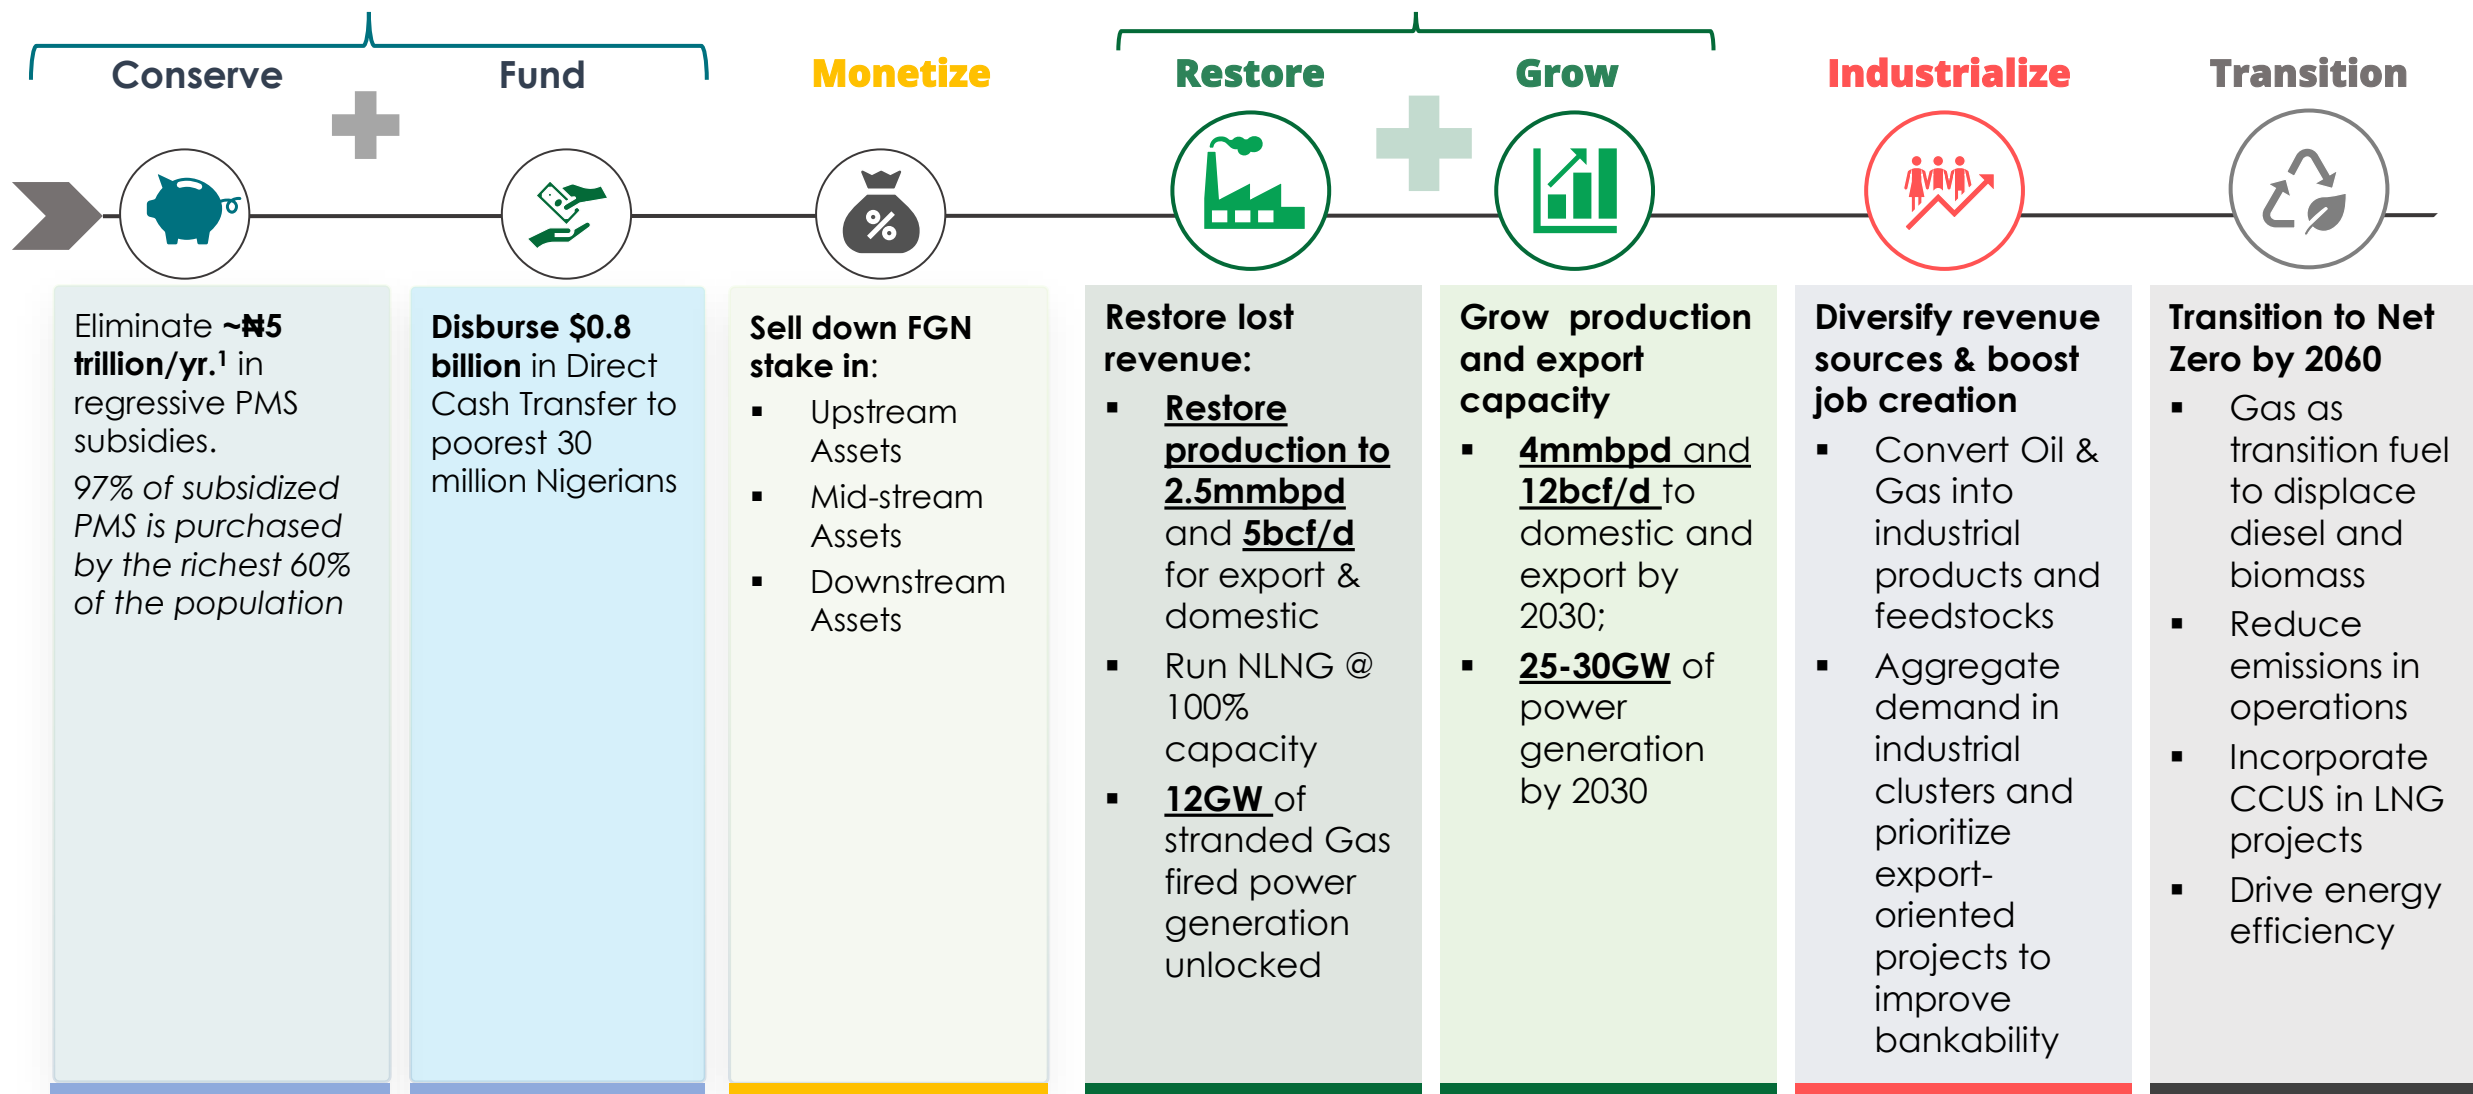 Conserve
Fund
Monetize
Restore
Grow
Industrialize
Transition
%
Eliminate ~₦5
trillion/yr.¹ in
regressive PMS
subsidies.
97% of subsidized
PMS is purchased
by the richest 60%
of the population
Disburse $0.8
billion in Direct
Cash Transfer to
poorest 30
million Nigerians
Sell down FGN
stake in:
▪ Upstream
Assets
▪ Mid-stream
Assets
▪ Downstream
Assets
Restore lost
revenue:
▪ Restore
production to
2.5mmbpd
and 5bcf/d
for export &
domestic
▪ Run NLNG @
100%
capacity
▪ 12GW of
stranded Gas
fired power
generation
unlocked
Grow production
and export
capacity
▪ 4mmbpd and
12bcf/d to
domestic and
export by
2030;
▪ 25-30GW of
power
generation
by 2030
Diversify revenue
sources & boost
job creation
▪ Convert Oil &
Gas into
industrial
products and
feedstocks
▪ Aggregate
demand in
industrial
clusters and
prioritize
export-
oriented
projects to
improve
bankability
Transition to Net
Zero by 2060
▪ Gas as
transition fuel
to displace
diesel and
biomass
▪ Reduce
emissions in
operations
▪ Incorporate
CCUS in LNG
projects
▪ Drive energy
efficiency